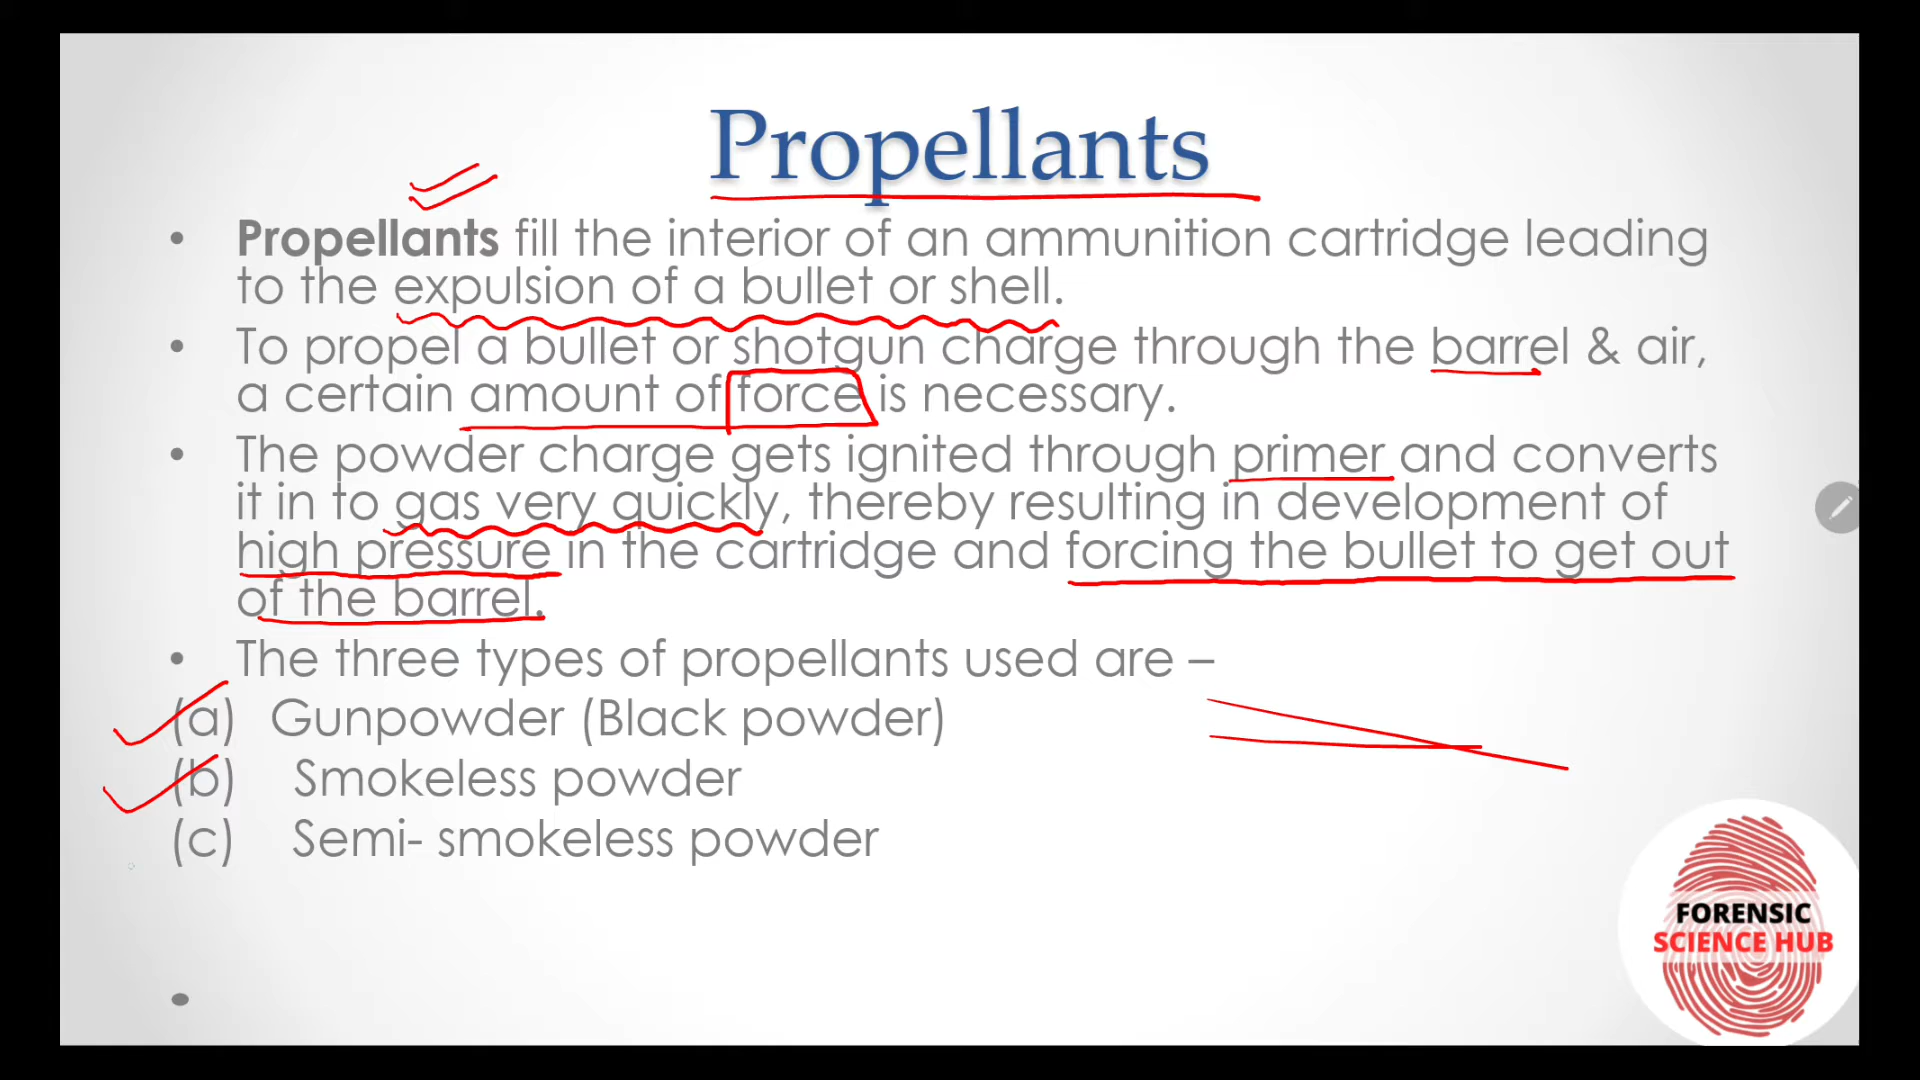 Propellants
• Propellants fill the interior of an ammunition cartridge leading
to the expulsion of a bullet or shell.
• To propel a bullet or shotgun charge through the barrel & air,
a certain amount of force is necessary.
• The powder charge gets ignited through primer and converts
it in to gas very quickly, thereby resulting in development of
high pressure in the cartridge and forcing the bullet to get out
of the barrel.
• The three types of propellants used are –
(a) Gunpowder (Black powder)
(b) Smokeless powder
(c) Semi- smokeless powder
•
FORENSIC
SCIENCE HUB